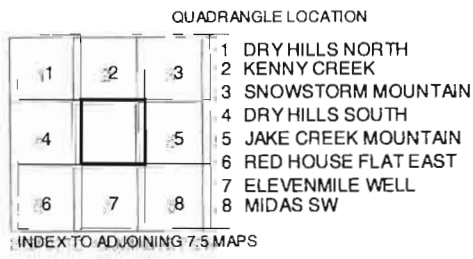 QUADRANGLE LOCATION
1 DRY HILLS NORTH
2 KENNY CREEK
3 SNOWSTORM MOUNTAIN
4 DRY HILLS SOUTH
5 JAKE CREEK MOUNTAIN
6 RED HOUSE FLAT EAST
7 ELEVENMILE WELL
8 MIDAS SW
1 2 3
4 5
6 7 8
INDEX TO ADJOINING 7.5 MAPS